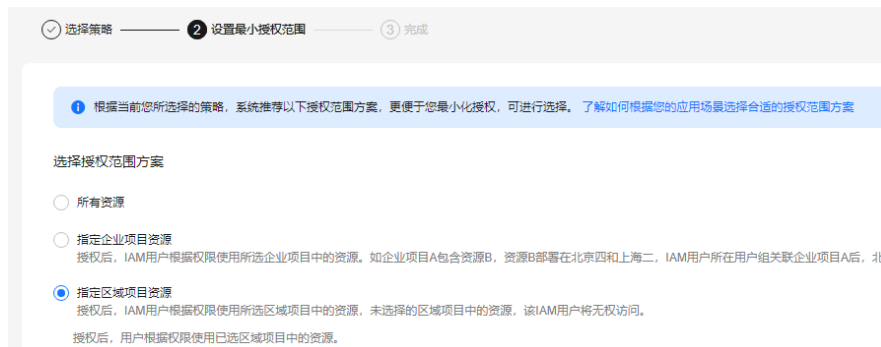 选择策略 2 设置最小授权范围 3 完成
根据当前您所选择的策略，系统推荐以下授权范围方案，更便于您最小化授权，可进行选择。 了解如何根据您的应用场景选择合适的授权范围方案
选择授权范围方案
所有资源
指定企业项目资源
授权后，IAM用户根据权限使用所选企业项目中的资源。如企业项目A包含资源B，资源B部署在北京四和上海二，IAM用户所在用户组关联企业项目A后，北
指定区域项目资源
授权后，IAM用户根据权限使用所选区域项目中的资源，未选择的区域项目中的资源，该IAM用户将无权访问。
授权后，用户根据权限使用已选区域项目中的资源。